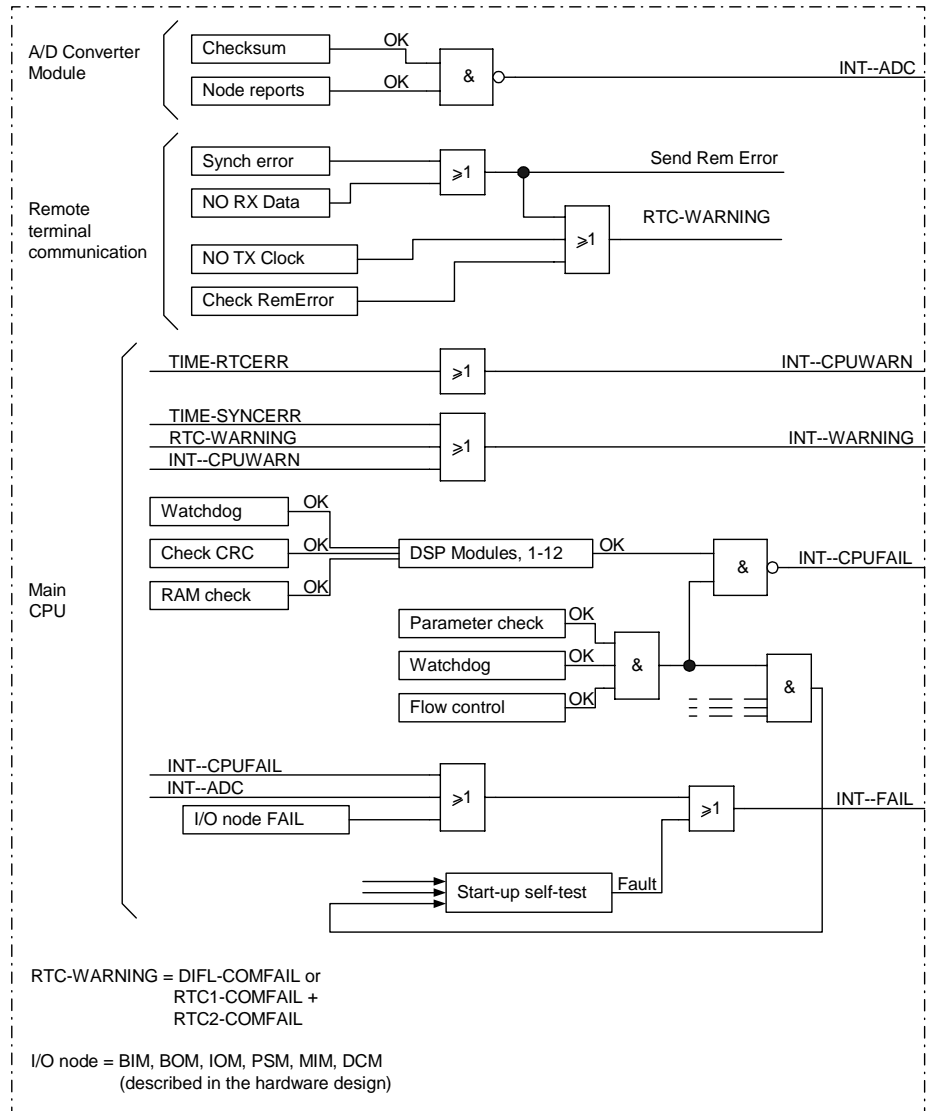 A/D Converter
Module
Checksum
OK
Node reports
OK
&
INT--ADC
Remote
terminal
communication
Synch error
NO RX Data
≥1
Send Rem Error
NO TX Clock
Check RemError
≥1
RTC-WARNING
Main
CPU
TIME-RTCERR
≥1
INT--CPUWARN
TIME-SYNCERR
RTC-WARNING
INT--CPUWARN
≥1
INT--WARNING
Watchdog
OK
Check CRC
OK
RAM check
OK
DSP Modules, 1-12
OK
&
INT--CPUFAIL
Parameter check
OK
Watchdog
OK
Flow control
OK
&
&
INT--CPUFAIL
INT--ADC
I/O node FAIL
≥1
≥1
INT--FAIL
Start-up self-test
Fault
RTC-WARNING = DIFL-COMFAIL or
RTC1-COMFAIL +
RTC2-COMFAIL
I/O node = BIM, BOM, IOM, PSM, MIM, DCM
(described in the hardware design)